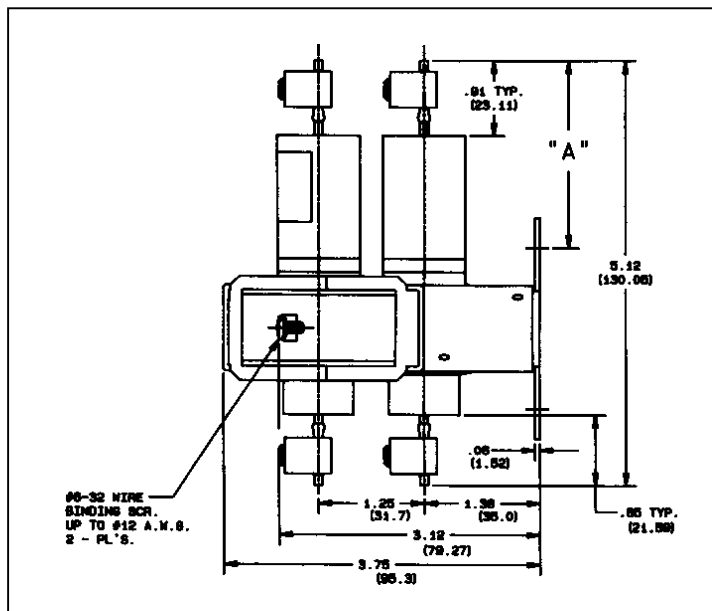 .91 TYP.
(23.11)
"A"
5.12
(130.05)
.06
(1.52)
#6-32 WIRE
BINDING SCR.
UP TO #12 A.W.G.
2 - PL'S.
1.25
(31.7)
1.38
(35.0)
.85 TYP.
(21.59)
3.12
(79.27)
3.75
(95.3)